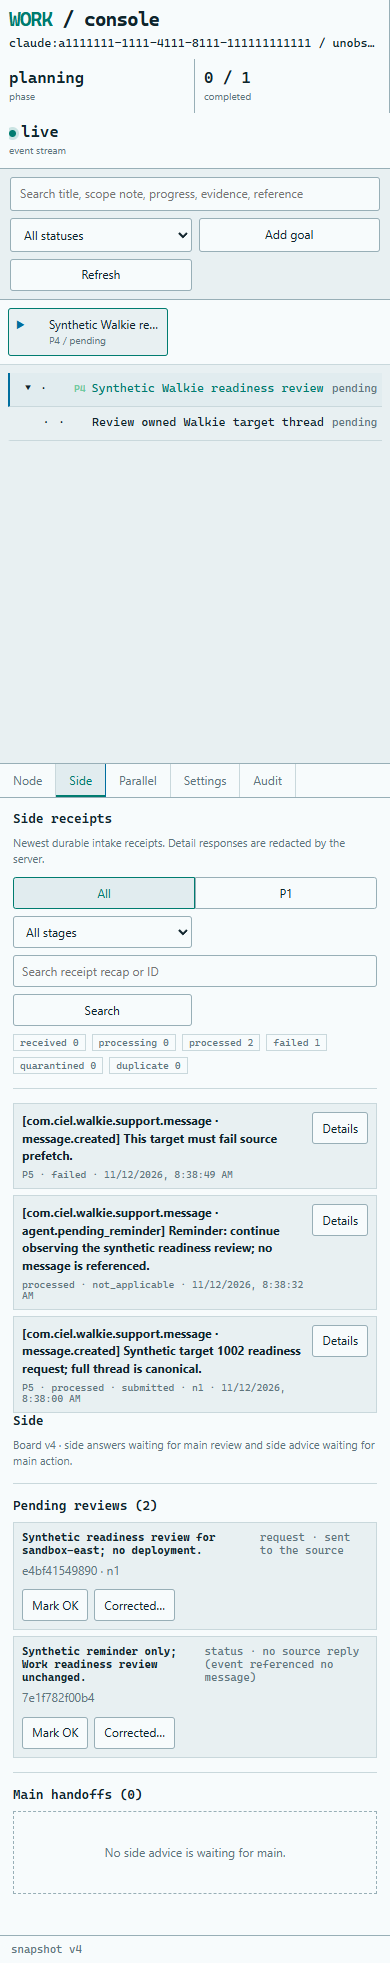 WORK / console
claude:a1111111-1111-4111-8111-111111111111 / unobs…
planning
phase
0 / 1
completed
live
event stream
Search title, scope note, progress, evidence, reference
All statuses
Add goal
Refresh
Synthetic Walkie re...
P4 / pending
P4 Synthetic Walkie readiness review pending
Review owned Walkie target thread pending
Node Side Parallel Settings Audit
Side receipts
Newest durable intake receipts. Detail responses are redacted by the
server.
All P1
All stages
Search receipt recap or ID
Search
received 0 processing 0 processed 2 failed 1
quarantined 0 duplicate 0
[com.ciel.walkie.support.message ·
message.created] This target must fail source
prefetch.
Details
P5 · failed · 11/12/2026, 8:38:49 AM
[com.ciel.walkie.support.message ·
agent.pending_reminder] Reminder: continue
observing the synthetic readiness review; no
message is referenced.
Details
processed · not_applicable · 11/12/2026, 8:38:32
AM
[com.ciel.walkie.support.message ·
message.created] Synthetic target 1002 readiness
request; full thread is canonical.
Details
P5 · processed · submitted · n1 · 11/12/2026,
8:38:00 AM
Side
Board v4 · side answers waiting for main review and side advice waiting for
main action.
Pending reviews (2)
Synthetic readiness review for
sandbox-east; no deployment.
request · sent
to the source
e4bf41549890 · n1
Mark OK Corrected...
Synthetic reminder only;
Work readiness review
unchanged.
status · no source reply
(event referenced no
message)
7e1f782f00b4
Mark OK Corrected...
Main handoffs (0)
No side advice is waiting for main.
snapshot v4